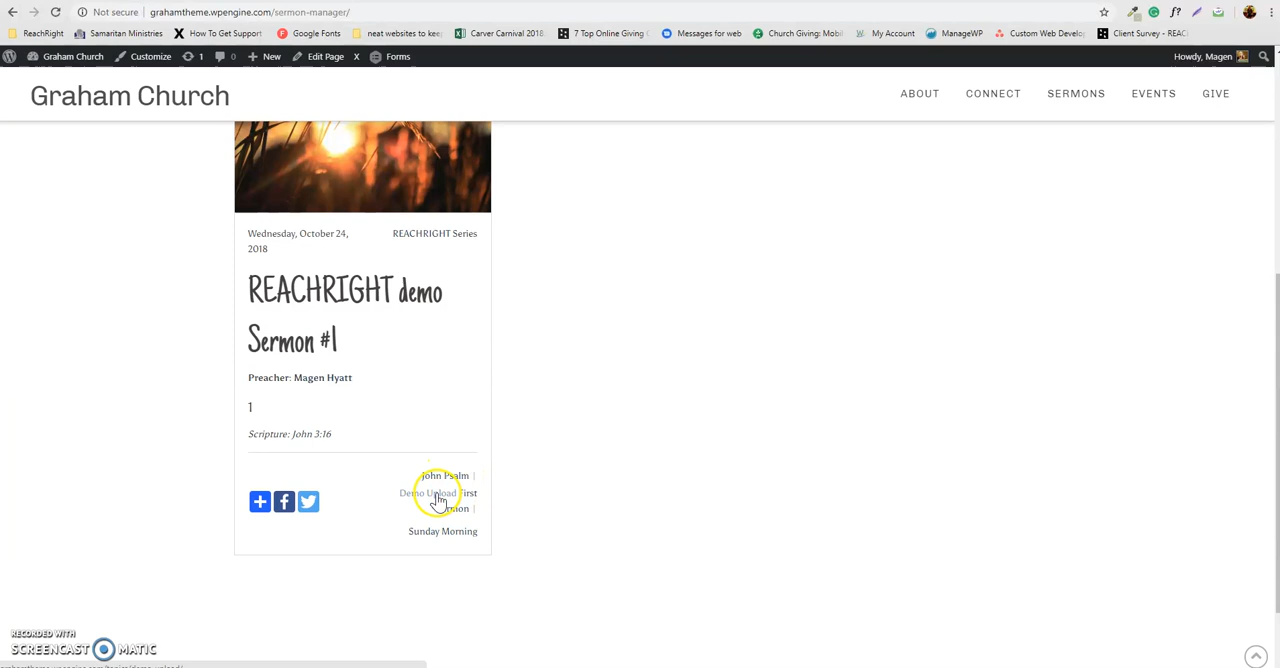 Not secure grahamtheme.wpengine.com/sermon-manager/
ReachRight Samaritan Ministries How To Get Support Google Fonts neat websites to keep Carver Carnival 2018 7 Top Online Giving Messages for web Church Giving: Mobi My Account ManageWP Custom Web Develo Client Survey - REAC
Graham Church Customize 1 0 New Edit Page X Forms Howdy, Magen
Graham Church ABOUT CONNECT SERMONS EVENTS GIVE
Wednesday, October 24, REACHRIGHT Series
2018
REACHRIGHT demo
Sermon #1
Preacher: Magen Hyatt
1
Scripture: John 3:16
John Psalm |
Demo Upload First
Sunday Morning
RECORDED WITH
SCREENCAST MATIC